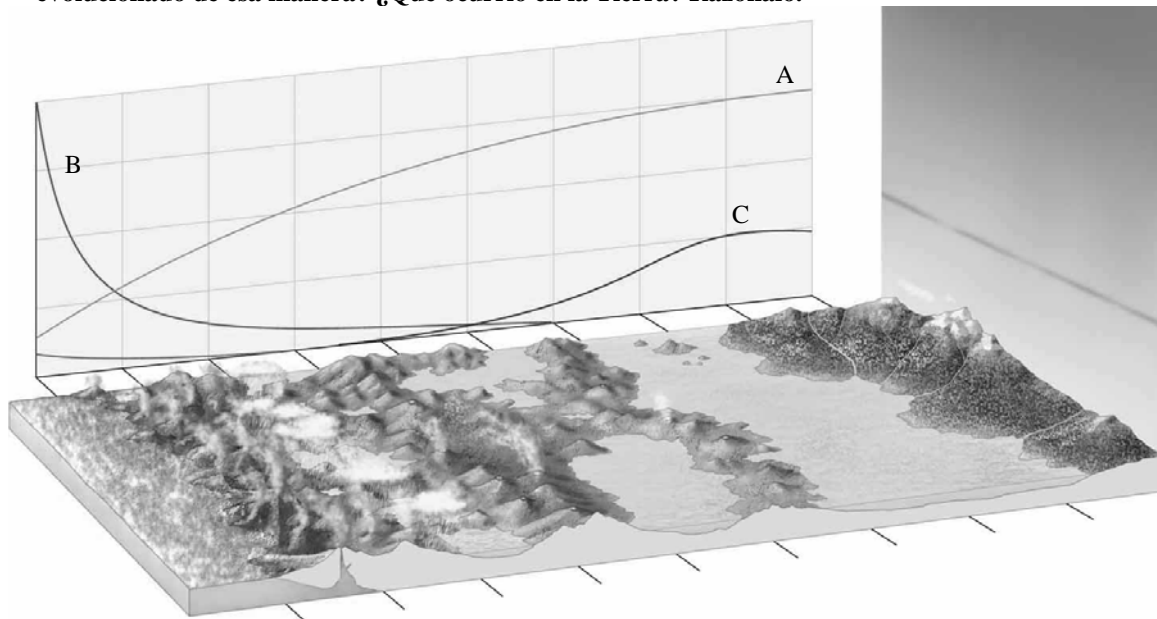 evolucionado de esa manera? ¿Qué ocurrió en la Tierra? Razónalo.
A
B
C